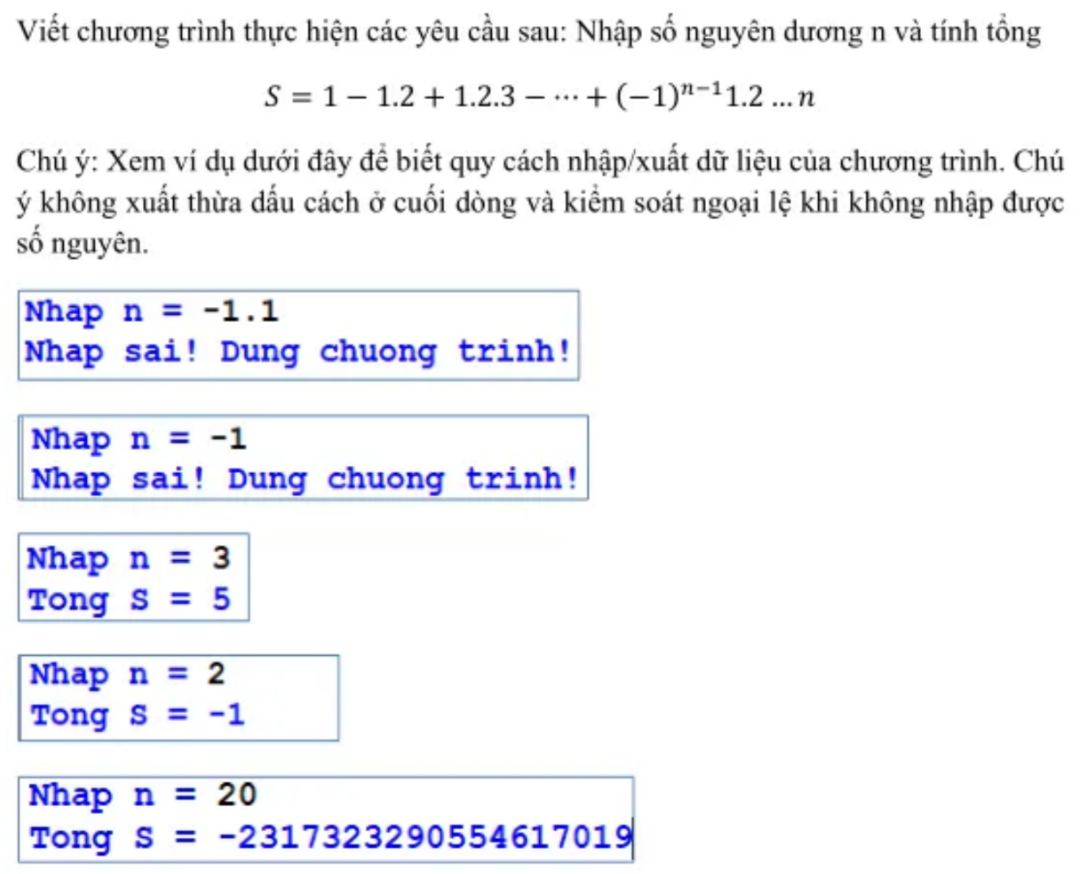 Viết chương trình thực hiện các yêu cầu sau: Nhập số nguyên dương n và tính tổng
S = 1 − 1.2 + 1.2.3 − ⋯ + (−1)ⁿ⁻¹1.2 … n
Chú ý: Xem ví dụ dưới đây để biết quy cách nhập/xuất dữ liệu của chương trình. Chú
ý không xuất thừa dấu cách ở cuối dòng và kiểm soát ngoại lệ khi không nhập được
số nguyên.
Nhap n = -1.1
Nhap sai! Dung chuong trinh!
Nhap n = -1
Nhap sai! Dung chuong trinh!
Nhap n = 3
Tong S = 5
Nhap n = 2
Tong S = -1
Nhap n = 20
Tong S = -2317323290554617019